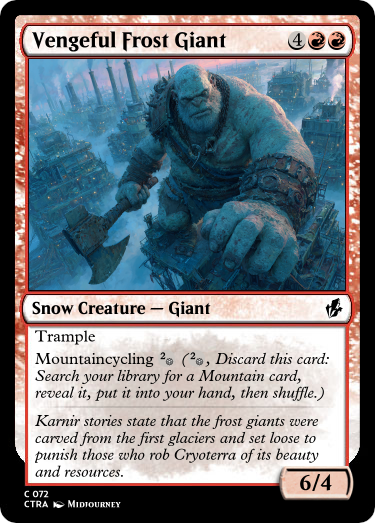 Vengeful Frost Giant 4
Snow Creature — Giant
Trample
Mountaincycling 2 (2, Discard this card:
Search your library for a Mountain card,
reveal it, put it into your hand, then shuffle.)
Karnir stories state that the frost giants were
carved from the first glaciers and set loose to
punish those who rob Cryoterra of its beauty
and resources.
6/4
C 072
CTRA Midjourney